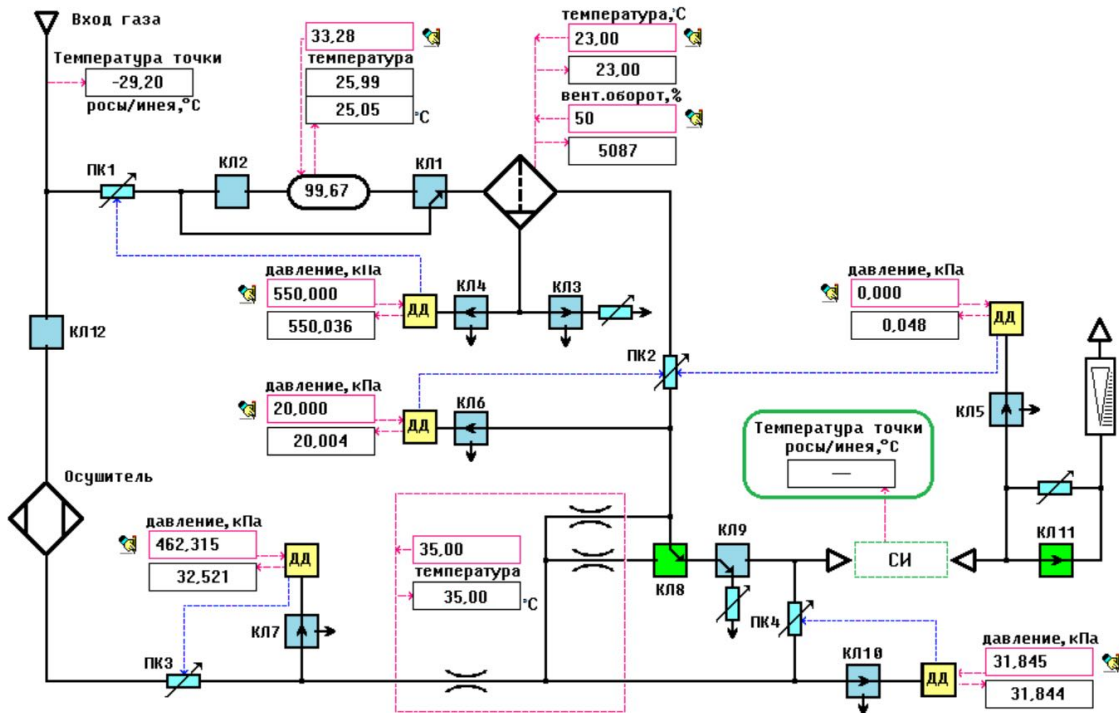 Вход газа
Температура точки
-29,20
росы/инея,°С
33,28
температура
25,99
25,05
°С
температура,°С
23,00
23,00
вент.оборот,%
50
5087
ПК1
КЛ2
99,67
КЛ1
давление,кПа
550,000
550,036
ДД
КЛ4
КЛ3
КЛ12
давление,кПа
0,000
0,048
ДД
ПК2
давление,кПа
20,000
20,004
ДД
КЛ6
КЛ5
Температура точки
росы/инея,°С
—
Осушитель
давление,кПа
462,315
32,521
ДД
КЛ7
ПК3
35,00
температура
35,00
°С
КЛ8
КЛ9
СИ
КЛ11
ПК4
КЛ10
ДД
давление,кПа
31,845
31,844